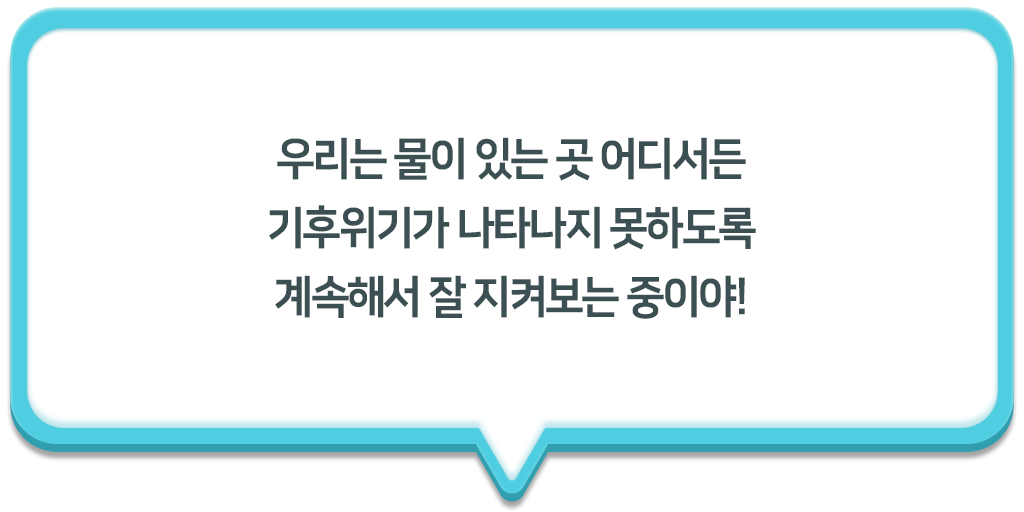 우리는 물이 있는 곳 어디서든
기후위기가 나타나지 못하도록
계속해서 잘 지켜보는 중이야!